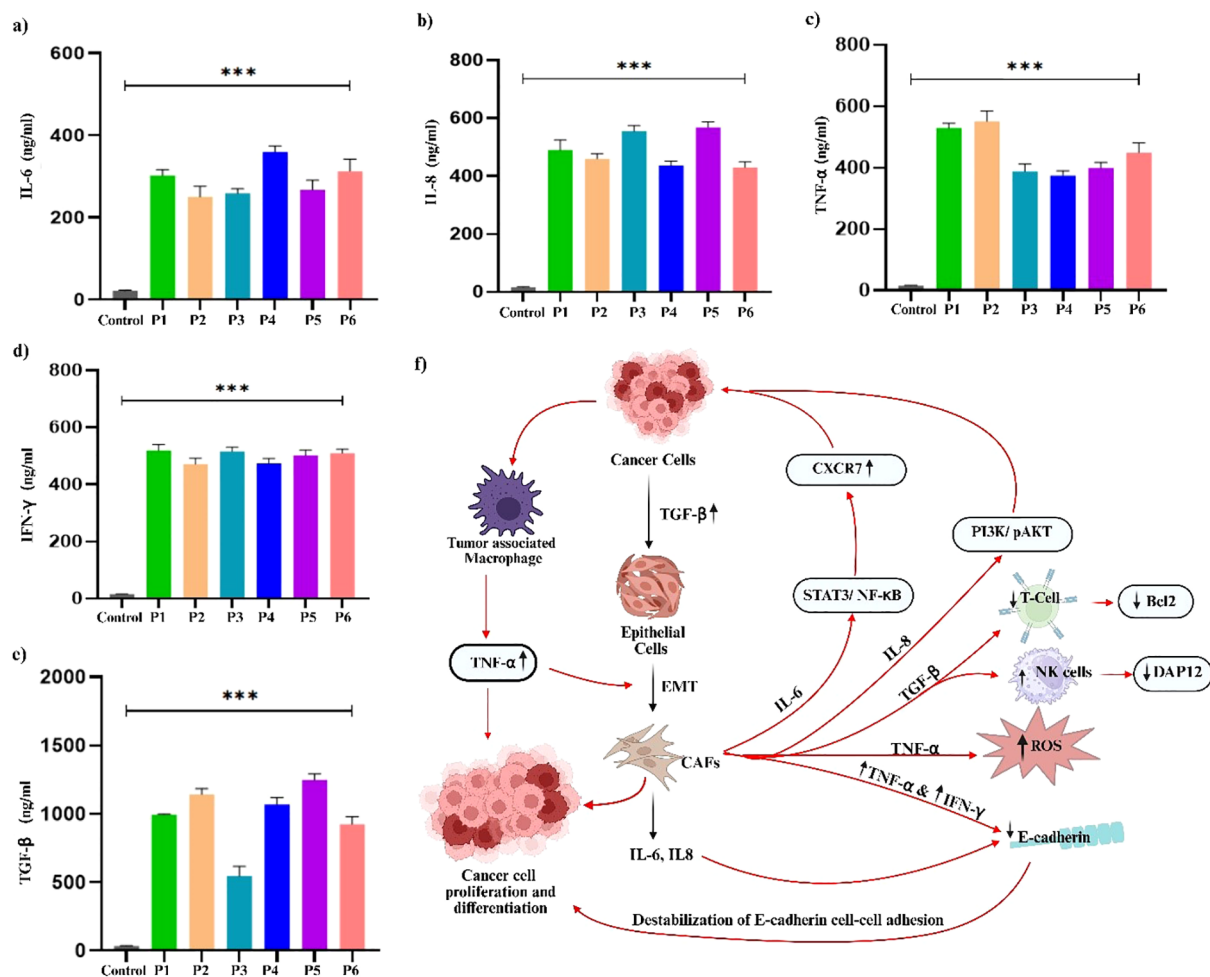 a)
600
400
200
0
IL-6 (ng/ml)
***
Control P1 P2 P3 P4 P5 P6
b)
800
600
400
200
0
IL-8 (ng/ml)
***
Control P1 P2 P3 P4 P5 P6
c)
800
600
400
200
0
TNF-α (ng/ml)
***
Control P1 P2 P3 P4 P5 P6
d)
800
600
400
200
0
IFN-γ (ng/ml
***
Control P1 P2 P3 P4 P5 P6
e)
2000
1500
1000
500
0
TGF-β (ng/ml)
***
Control P1 P2 P3 P4 P5 P6
f)
Cancer Cells
TGF-β↑
Tumor associated
Macrophage
Epithelial
Cells
TNF-α↑
EMT
CAFs
IL-6, IL8
Cancer cell
proliferation and
differentiation
CXCR7↑
STAT3/ NF-κB
IL-6
PI3K/ pAKT
IL-8
TGF-β
↓T-Cell
↓ Bcl2
↑ NK cells
↓DAP12
TNF-α
↑ROS
↑TNF-α & ↑IFN-γ
↓E-cadherin
Destabilization of E-cadherin cell-cell adhesion